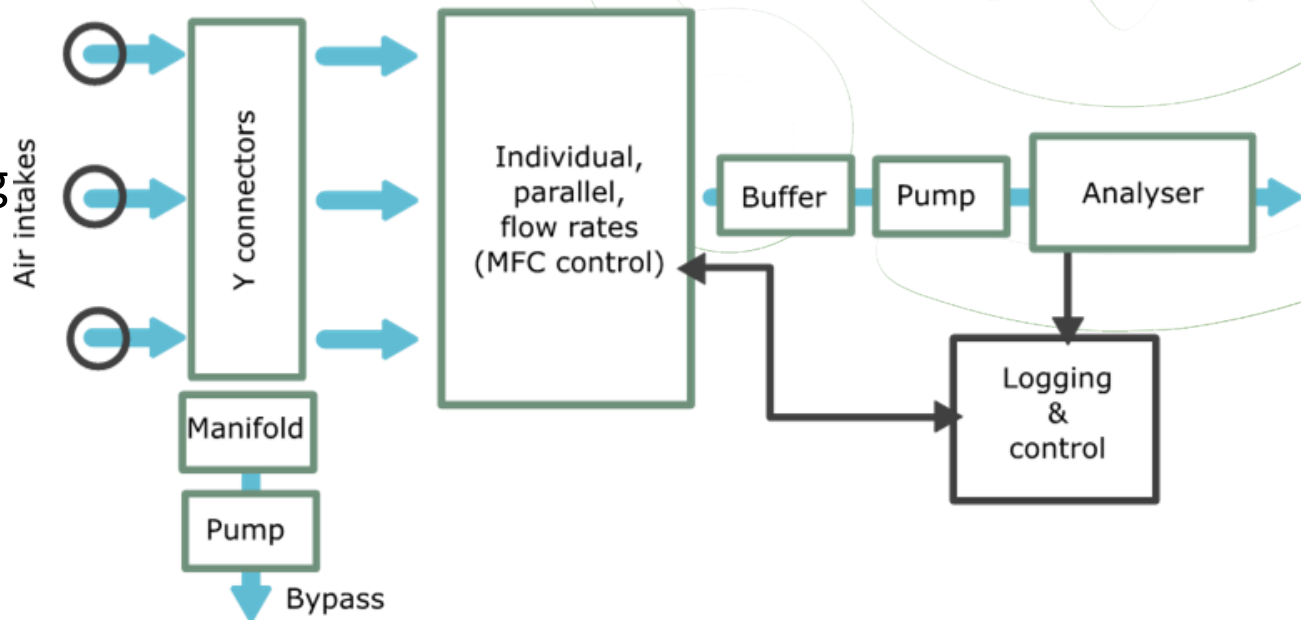 Air intakes
Y connectors
Individual,
parallel,
flow rates
(MFC control)
Buffer
Pump
Analyser
Logging
&
control
Manifold
Pump
Bypass